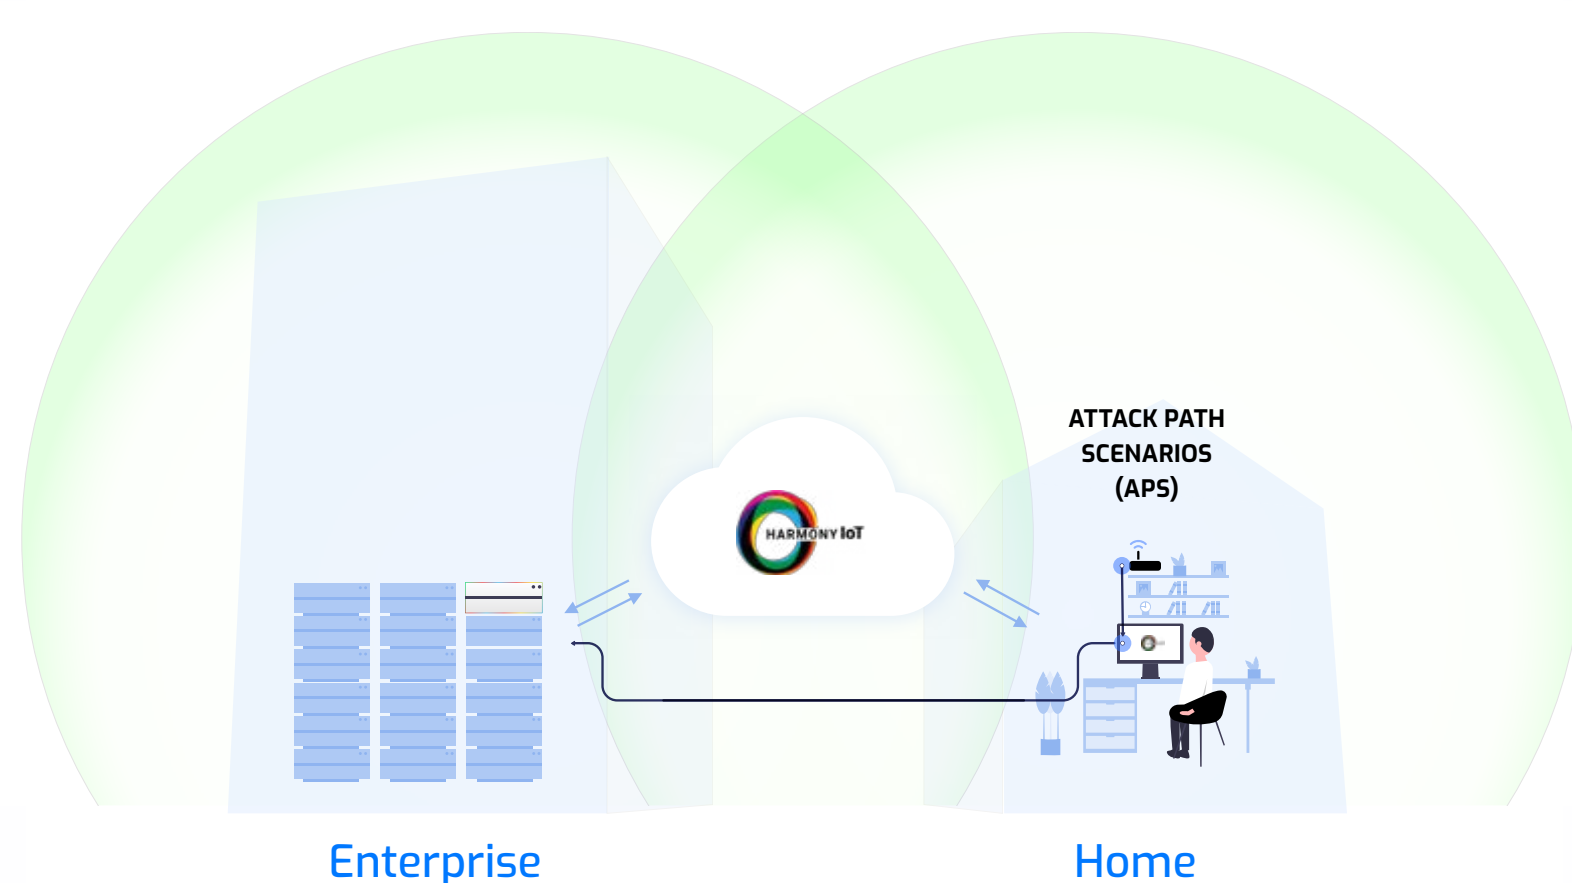 ATTACK PATH
SCENARIOS
(APS)
HARMONY IoT
Enterprise
Home